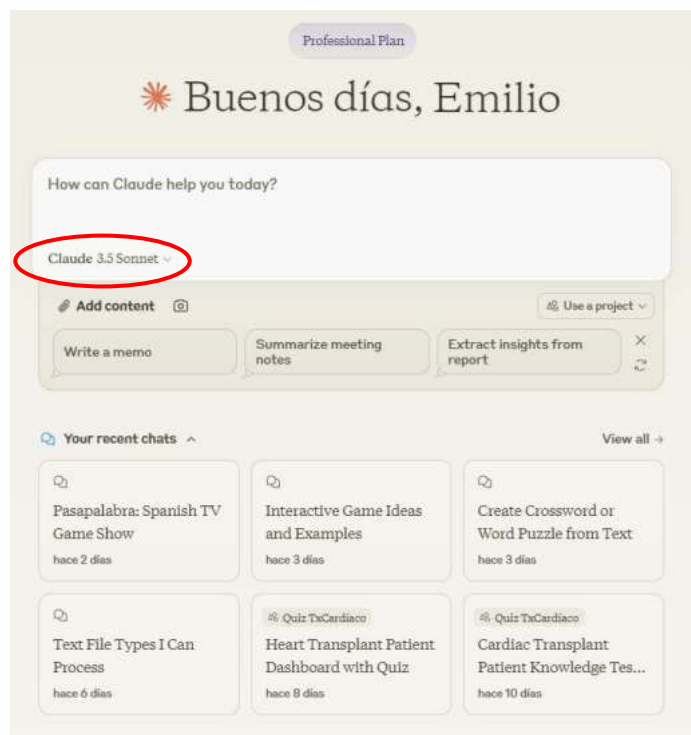 Professional Plan
Buenos días, Emilio
How can Claude help you today?
Claude 3.5 Sonnet
Add content
Use a project
Write a memo
Summarize meeting
notes
Extract insights from
report
Your recent chats
View all →
Pasapalabra: Spanish TV
Game Show
hace 2 días
Interactive Game Ideas
and Examples
hace 3 días
Create Crossword or
Word Puzzle from Text
hace 3 días
Text File Types I Can
Process
hace 6 días
Quiz TxCardiaco
Heart Transplant Patient
Dashboard with Quiz
hace 8 días
Quiz TxCardiaco
Cardiac Transplant
Patient Knowledge Tes...
hace 10 días